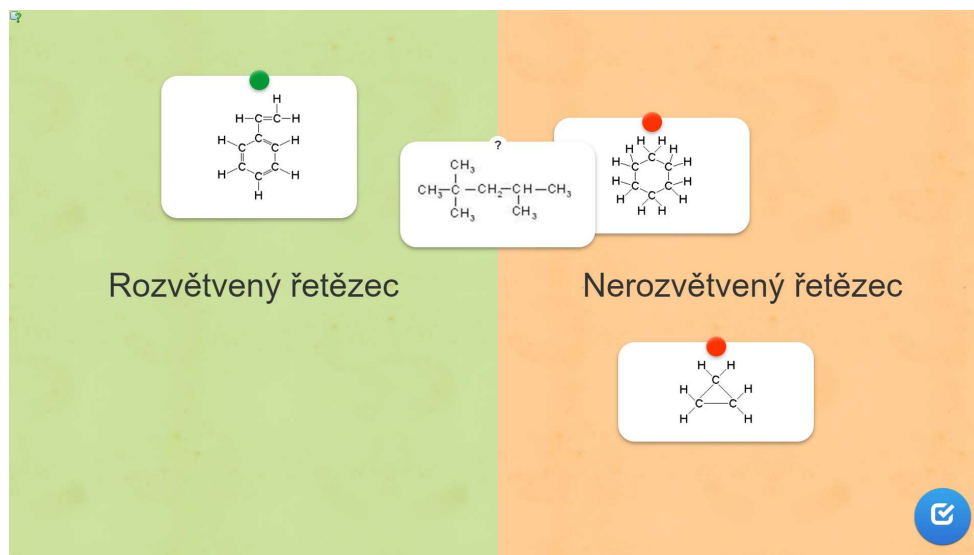 H
H–C=C–H
H C H
C C
C C
H C H
H
?
CH₃
CH₃–C–CH₂–CH–CH₃
CH₃ CH₃
H H
H C H
H–C C–H
H–C C–H
H C H
H H
Rozvětvený řetězec
Nerozvětvený řetězec
H H
H C H
C C
H H